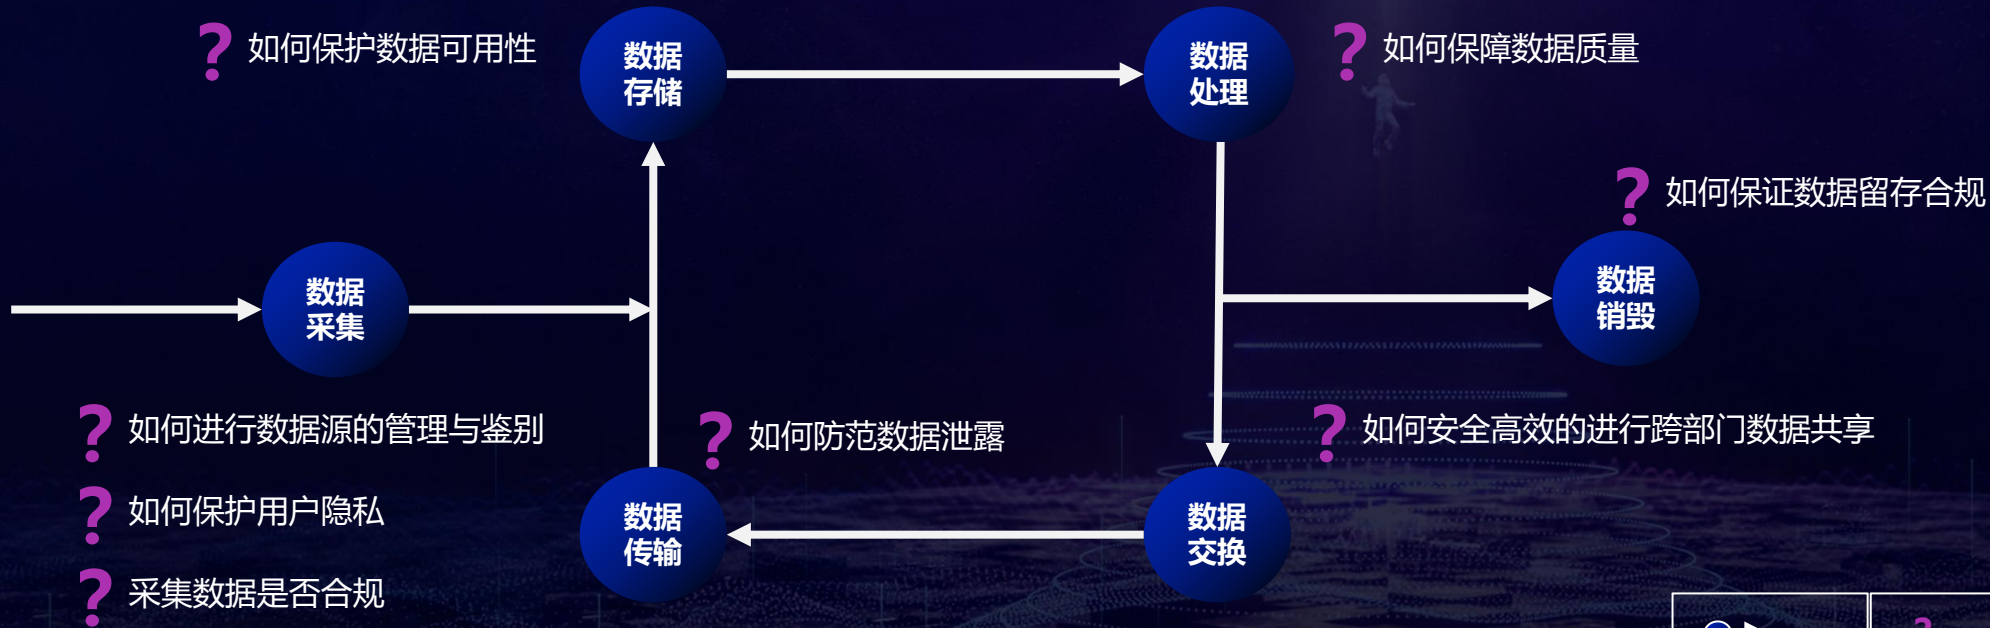 ? 如何保护数据可用性
数据
存储
数据
处理
? 如何保障数据质量
? 如何保证数据留存合规
数据
采集
数据
销毁
? 如何进行数据源的管理与鉴别
? 如何防范数据泄露
? 如何安全高效的进行跨部门数据共享
? 如何保护用户隐私
数据
传输
数据
交换
? 采集数据是否合规
?